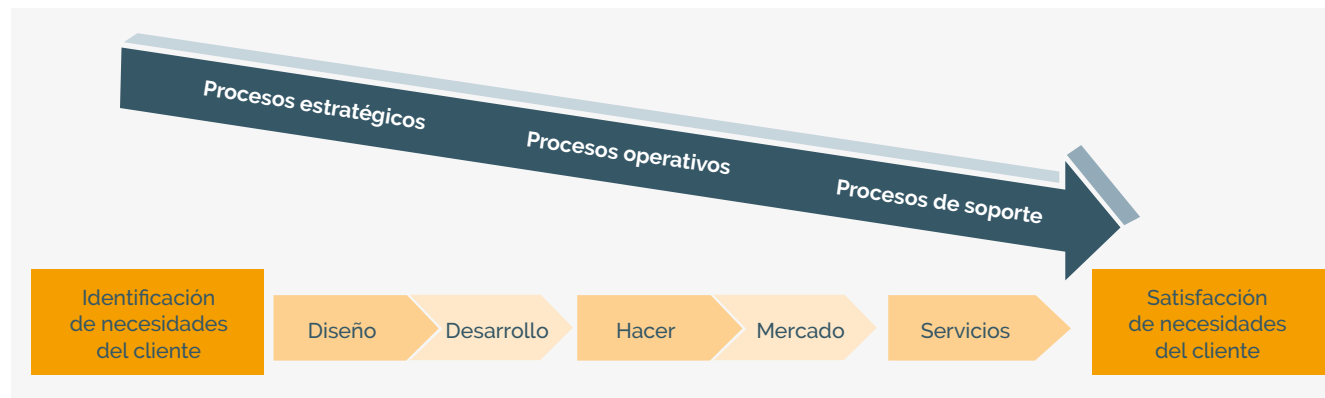 Procesos estratégicos
Procesos operativos
Procesos de soporte
Identificación
de necesidades
del cliente
Diseño
Desarrollo
Hacer
Mercado
Servicios
Satisfacción
de necesidades
del cliente